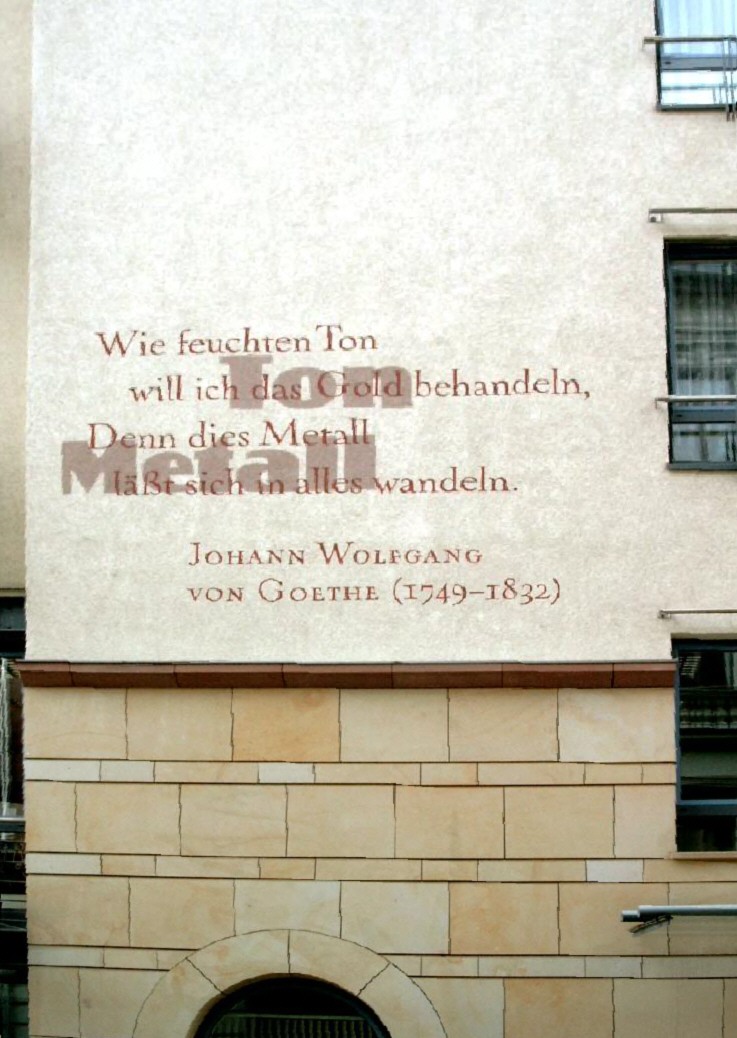 Wie feuchten Ton
Ton
will ich das Gold behandeln,
Denn dies Metall
Metall
läßt sich in alles wandeln.
JOHANN WOLFGANG
VON GOETHE (1749–1832)